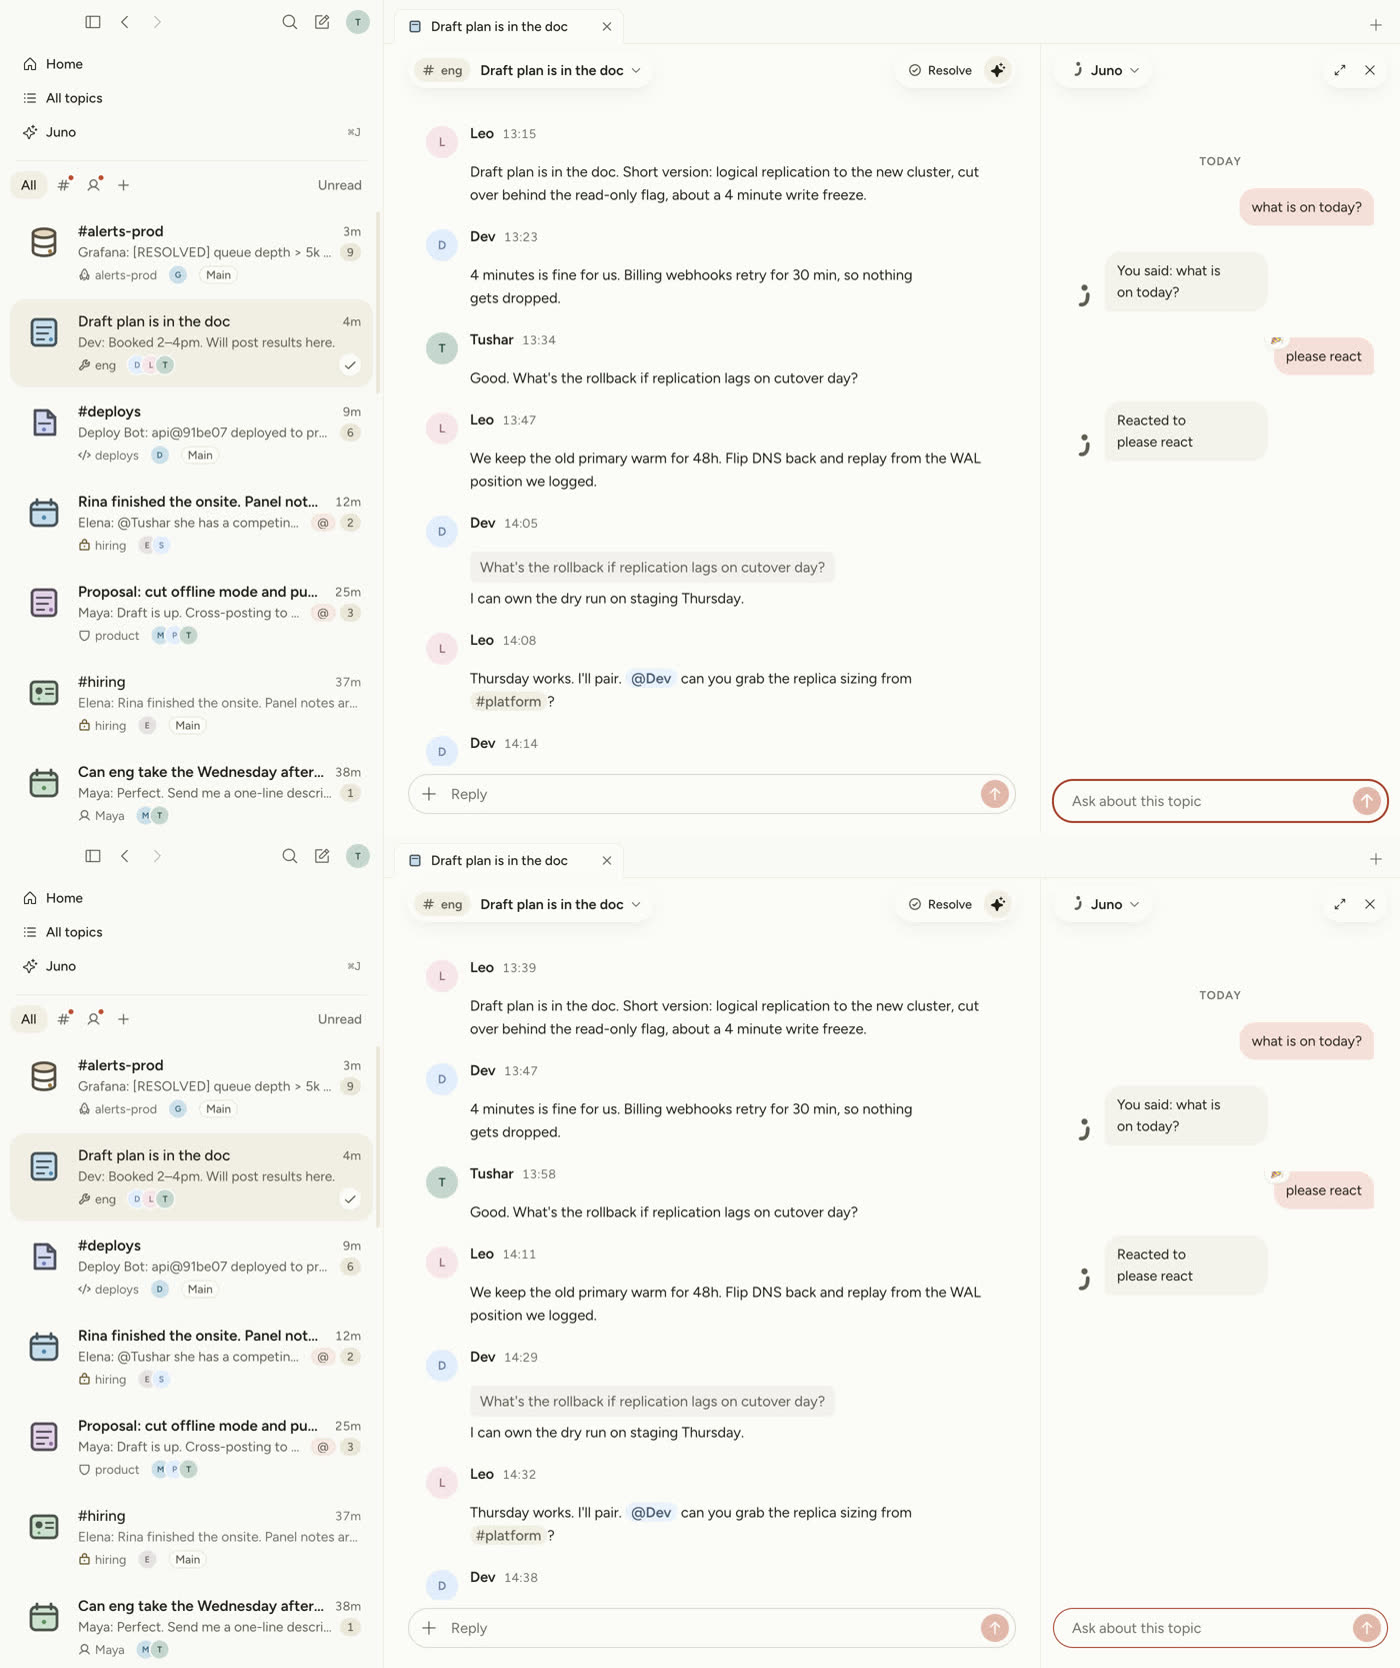 T
Home
All topics
Juno ⌘J
All # + Unread
#alerts-prod 3m
Grafana: [RESOLVED] queue depth > 5k ... 9
alerts-prod G Main
Draft plan is in the doc 4m
Dev: Booked 2–4pm. Will post results here.
eng D L T
#deploys 9m
Deploy Bot: api@91be07 deployed to pr... 6
</> deploys D Main
Rina finished the onsite. Panel not... 12m
Elena: @Tushar she has a competin... @ 2
hiring E S
Proposal: cut offline mode and pu... 25m
Maya: Draft is up. Cross-posting to ... @ 3
product M P T
#hiring 37m
Elena: Rina finished the onsite. Panel notes ar...
hiring E Main
Can eng take the Wednesday after... 38m
Maya: Perfect. Send me a one-line descri... 1
Maya M T
Draft plan is in the doc
# eng Draft plan is in the doc
Resolve
L Leo 13:15
Draft plan is in the doc. Short version: logical replication to the new cluster, cut
over behind the read-only flag, about a 4 minute write freeze.
D Dev 13:23
4 minutes is fine for us. Billing webhooks retry for 30 min, so nothing
gets dropped.
T Tushar 13:34
Good. What's the rollback if replication lags on cutover day?
L Leo 13:47
We keep the old primary warm for 48h. Flip DNS back and replay from the WAL
position we logged.
D Dev 14:05
What's the rollback if replication lags on cutover day?
I can own the dry run on staging Thursday.
L Leo 14:08
Thursday works. I'll pair. @Dev can you grab the replica sizing from
#platform ?
D Dev 14:14
Reply
Juno
TODAY
what is on today?
You said: what is
on today?
please react
Reacted to
please react
Ask about this topic
T
Home
All topics
Juno ⌘J
All # + Unread
#alerts-prod 3m
Grafana: [RESOLVED] queue depth > 5k ... 9
alerts-prod G Main
Draft plan is in the doc 4m
Dev: Booked 2–4pm. Will post results here.
eng D L T
#deploys 9m
Deploy Bot: api@91be07 deployed to pr... 6
</> deploys D Main
Rina finished the onsite. Panel not... 12m
Elena: @Tushar she has a competin... @ 2
hiring E S
Proposal: cut offline mode and pu... 25m
Maya: Draft is up. Cross-posting to ... @ 3
product M P T
#hiring 37m
Elena: Rina finished the onsite. Panel notes ar...
hiring E Main
Can eng take the Wednesday after... 38m
Maya: Perfect. Send me a one-line descri... 1
Maya M T
Draft plan is in the doc
# eng Draft plan is in the doc
Resolve
L Leo 13:39
Draft plan is in the doc. Short version: logical replication to the new cluster, cut
over behind the read-only flag, about a 4 minute write freeze.
D Dev 13:47
4 minutes is fine for us. Billing webhooks retry for 30 min, so nothing
gets dropped.
T Tushar 13:58
Good. What's the rollback if replication lags on cutover day?
L Leo 14:11
We keep the old primary warm for 48h. Flip DNS back and replay from the WAL
position we logged.
D Dev 14:29
What's the rollback if replication lags on cutover day?
I can own the dry run on staging Thursday.
L Leo 14:32
Thursday works. I'll pair. @Dev can you grab the replica sizing from
#platform ?
D Dev 14:38
Reply
Juno
TODAY
what is on today?
You said: what is
on today?
please react
Reacted to
please react
Ask about this topic